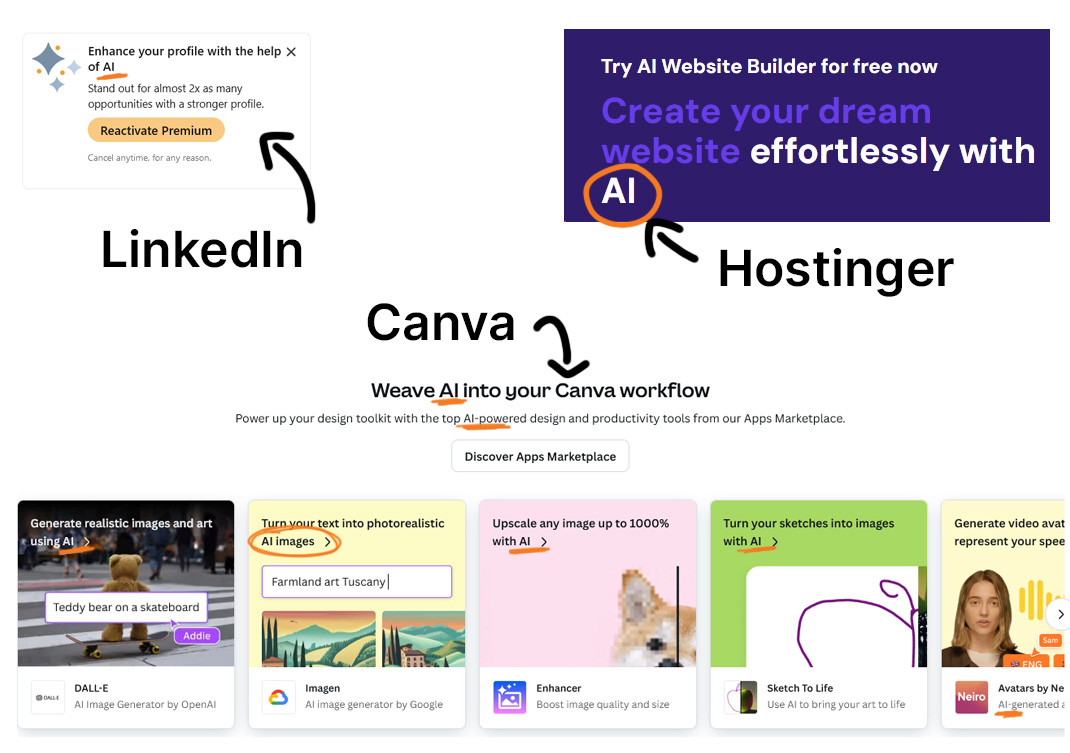 Enhance your profile with the help
of AI
Stand out for almost 2x as many
opportunities with a stronger profile.
Reactivate Premium
Cancel anytime, for any reason.
LinkedIn
Try AI Website Builder for free now
Create your dream
website effortlessly with
AI
Hostinger
Canva
Weave AI into your Canva workflow
Power up your design toolkit with the top AI-powered design and productivity tools from our Apps Marketplace.
Discover Apps Marketplace
Generate realistic images and art
using AI
Teddy bear on a skateboard
Addie
DALL-E
DALL-E
AI Image Generator by OpenAI
Turn your text into photorealistic
AI images
Farmland art Tuscany
Imagen
AI image generator by Google
Upscale any image up to 1000%
with AI
Enhancer
Boost image quality and size
Turn your sketches into images
with AI
Sketch To Life
Use AI to bring your art to life
Generate video avat
represent your spee
Sam
ENG
Neiro
Avatars by Ne
AI-generated a